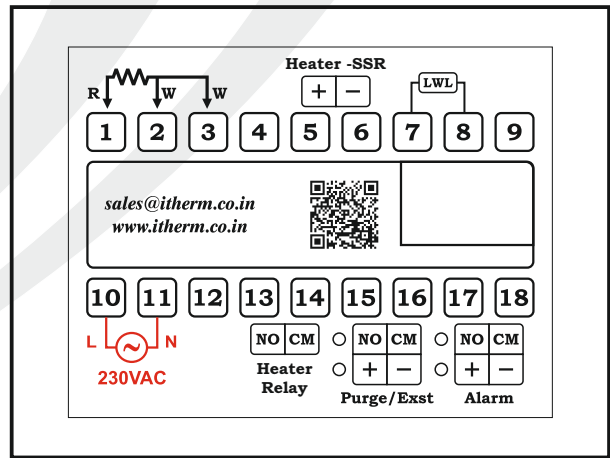 Heater -SSR
R W W + − LWL
1 2 3 4 5 6 7 8 9
sales@itherm.co.in
www.itherm.co.in
10 11 12 13 14 15 16 17 18
L ~ N NO CM NO CM NO CM
230VAC Heater + − + −
Relay Purge/Exst Alarm